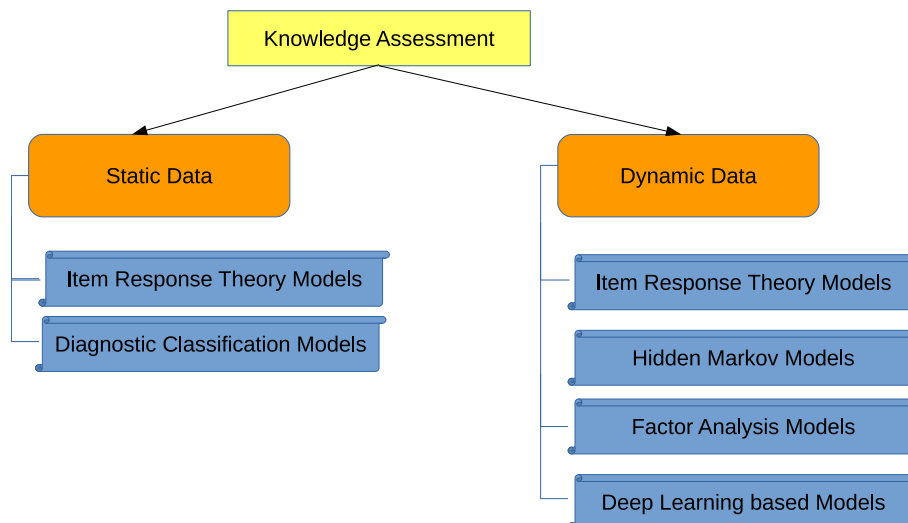 Knowledge Assessment
Static Data
Dynamic Data
Item Response Theory Models
Diagnostic Classification Models
Item Response Theory Models
Hidden Markov Models
Factor Analysis Models
Deep Learning based Models